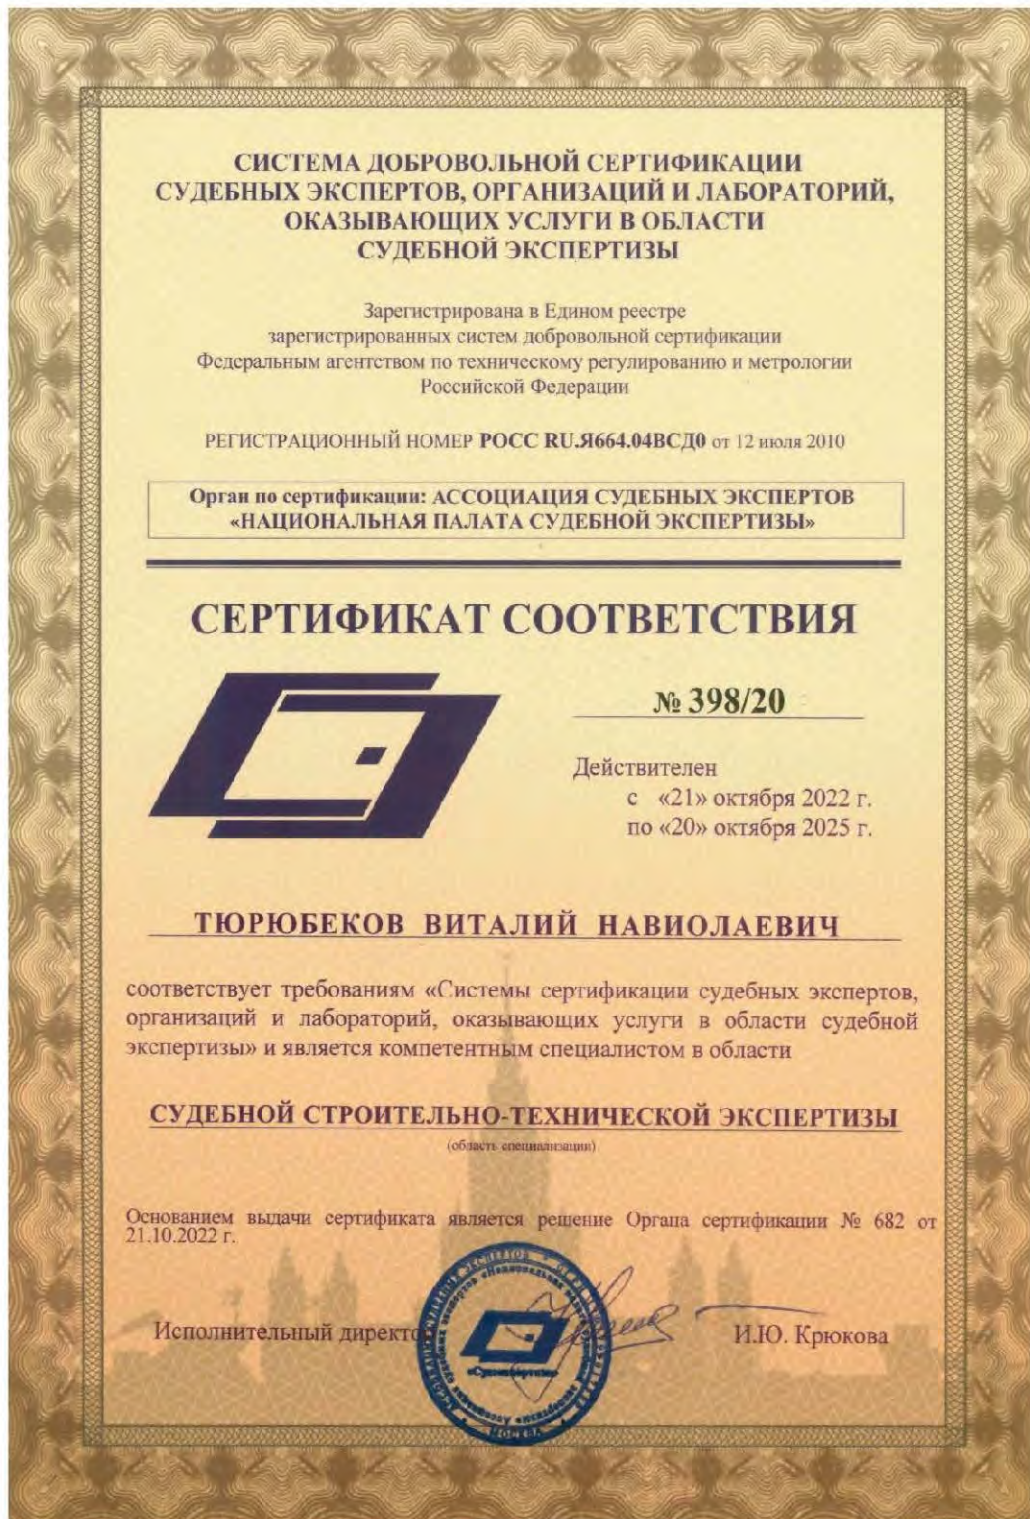 СИСТЕМА ДОБРОВОЛЬНОЙ СЕРТИФИКАЦИИ
СУДЕБНЫХ ЭКСПЕРТОВ, ОРГАНИЗАЦИЙ И ЛАБОРАТОРИЙ,
ОКАЗЫВАЮЩИХ УСЛУГИ В ОБЛАСТИ
СУДЕБНОЙ ЭКСПЕРТИЗЫ
Зарегистрирована в Едином реестре
зарегистрированных систем добровольной сертификации
Федеральным агентством по техническому регулированию и метрологии
Российской Федерации
РЕГИСТРАЦИОННЫЙ НОМЕР РОСС RU.Я664.04ВСД0 от 12 июля 2010
Орган по сертификации: АССОЦИАЦИЯ СУДЕБНЫХ ЭКСПЕРТОВ
«НАЦИОНАЛЬНАЯ ПАЛАТА СУДЕБНОЙ ЭКСПЕРТИЗЫ»
СЕРТИФИКАТ СООТВЕТСТВИЯ
№ 398/20
Действителен
с «21» октября 2022 г.
по «20» октября 2025 г.
ТЮРЮБЕКОВ ВИТАЛИЙ НАВИОЛАЕВИЧ
соответствует требованиям «Системы сертификации судебных экспертов,
организаций и лабораторий, оказывающих услуги в области судебной
экспертизы» и является компетентным специалистом в области
СУДЕБНОЙ СТРОИТЕЛЬНО-ТЕХНИЧЕСКОЙ ЭКСПЕРТИЗЫ
(область специализации)
Основанием выдачи сертификата является решение Органа сертификации № 682 от
21.10.2022 г.
Исполнительный директор
И.Ю. Крюкова
МОСКВА